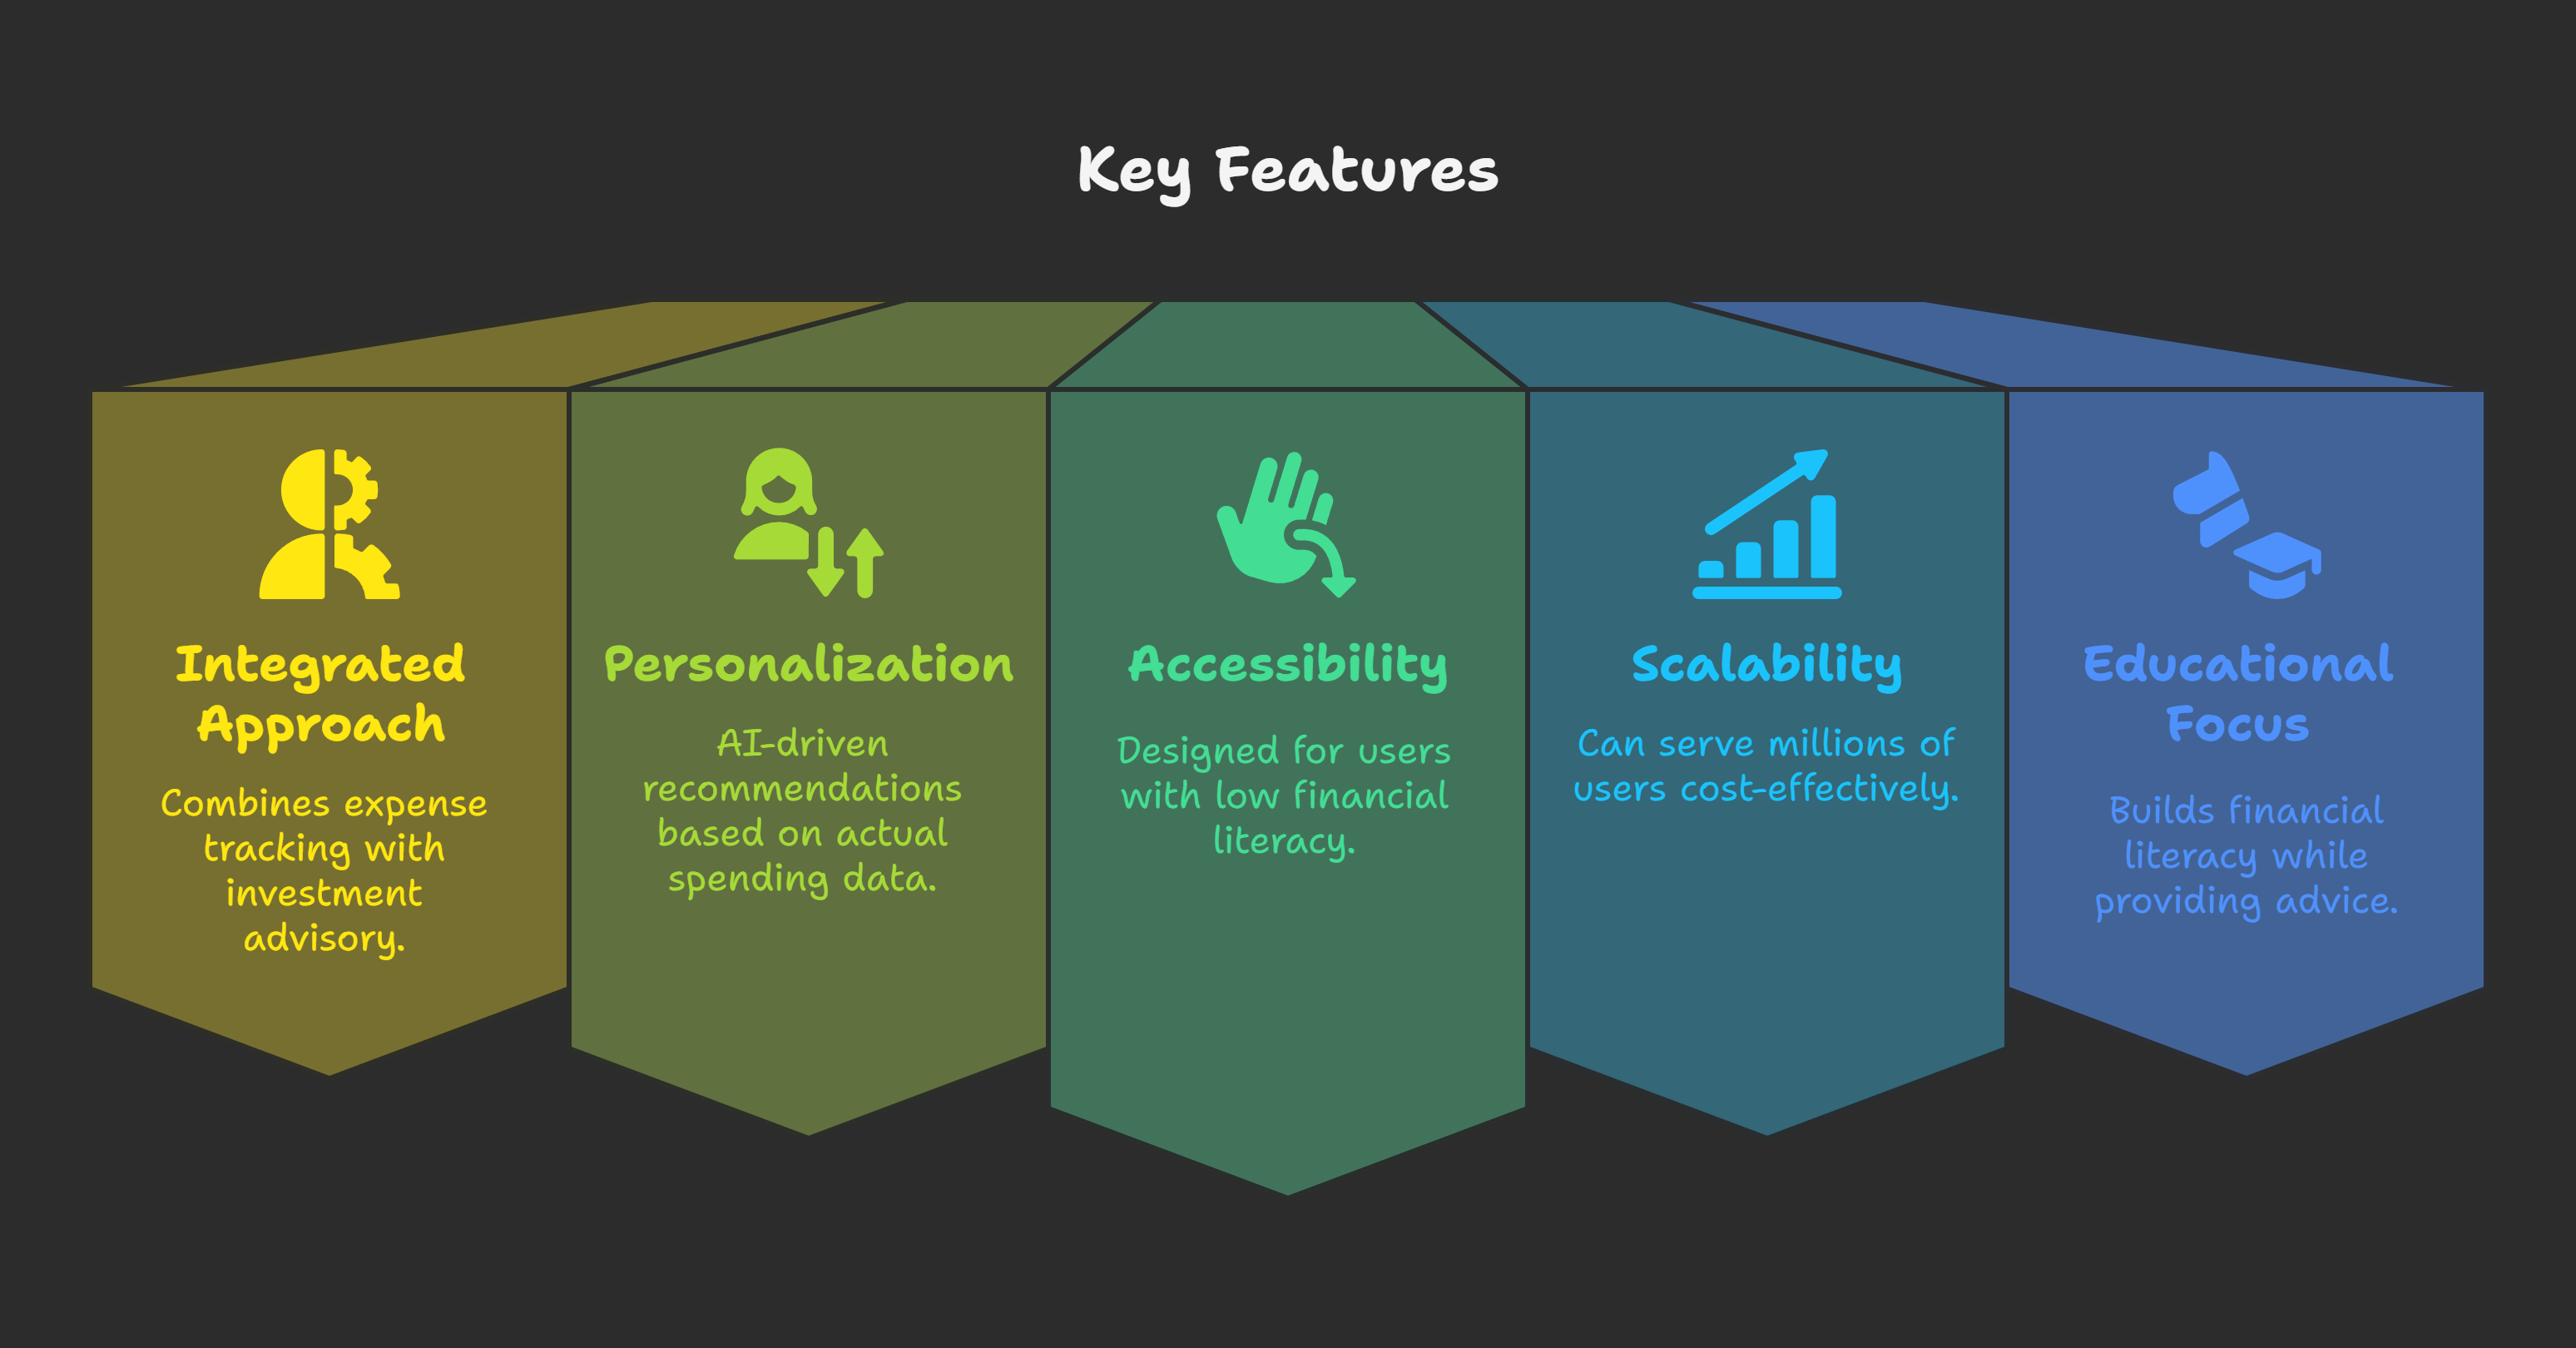 Key Features
Integrated
Approach
Combines expense
tracking with
investment
advisory.
Personalization
AI-driven
recommendations
based on actual
spending data.
Accessibility
Designed for users
with low financial
literacy.
Scalability
Can serve millions of
users cost-effectively.
Educational
Focus
Builds financial
literacy while
providing advice.